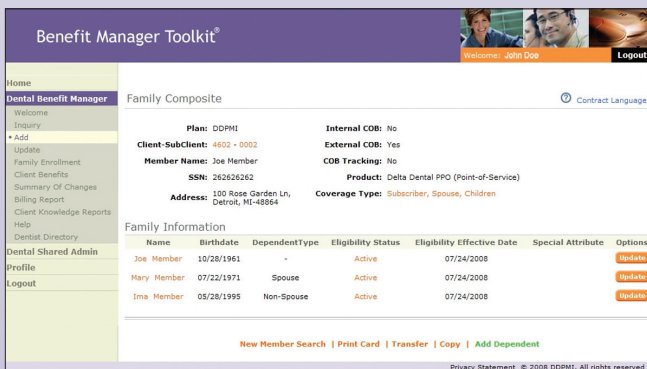 Benefit Manager Toolkit®
Welcome: John Doe
Logout
Home
Dental Benefit Manager
Welcome
Inquiry
Add
Update
Family Enrollment
Client Benefits
Summary Of Changes
Billing Report
Client Knowledge Reports
Help
Dentist Directory
Dental Shared Admin
Profile
Logout
Family Composite
? Contract Language
Plan: DDPMI Internal COB: No
Client-SubClient: 4602 - 0002 External COB: Yes
Member Name: Joe Member COB Tracking: No
SSN: 262626262 Product: Delta Dental PPO (Point-of-Service)
Address: 100 Rose Garden Ln, Coverage Type: Subscriber, Spouse, Children
Detroit, MI-48864
Family Information
Name Birthdate DependentType Eligibility Status Eligibility Effective Date Special Attribute Options
Joe Member 10/28/1961 - Active 07/24/2008 Update
Mary Member 07/22/1971 Spouse Active 07/24/2008 Update
Ima Member 05/28/1995 Non-Spouse Active 07/24/2008 Update
New Member Search | Print Card | Transfer | Copy | Add Dependent
Privacy Statement © 2008 DDPMI. All rights reserved